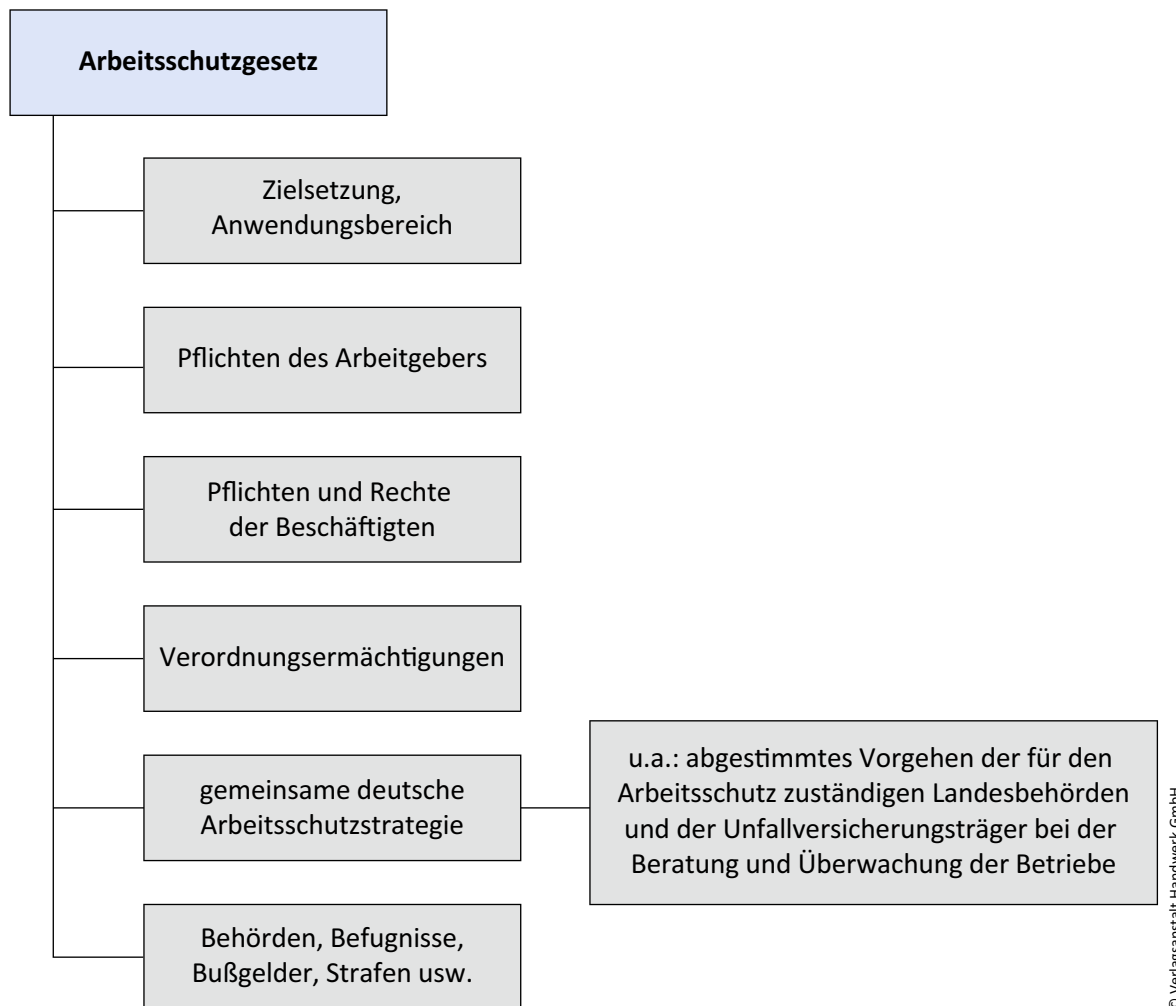 Arbeitsschutzgesetz
Zielsetzung,
Anwendungsbereich
Pflichten des Arbeitgebers
Pflichten und Rechte
der Beschäftigten
Verordnungsermächtigungen
gemeinsame deutsche
Arbeitsschutzstrategie
u.a.: abgestimmtes Vorgehen der für den
Arbeitsschutz zuständigen Landesbehörden
und der Unfallversicherungsträger bei der
Beratung und Überwachung der Betriebe
Behörden, Befugnisse,
Bußgelder, Strafen usw.
© Verlagsanstalt Handwerk GmbH